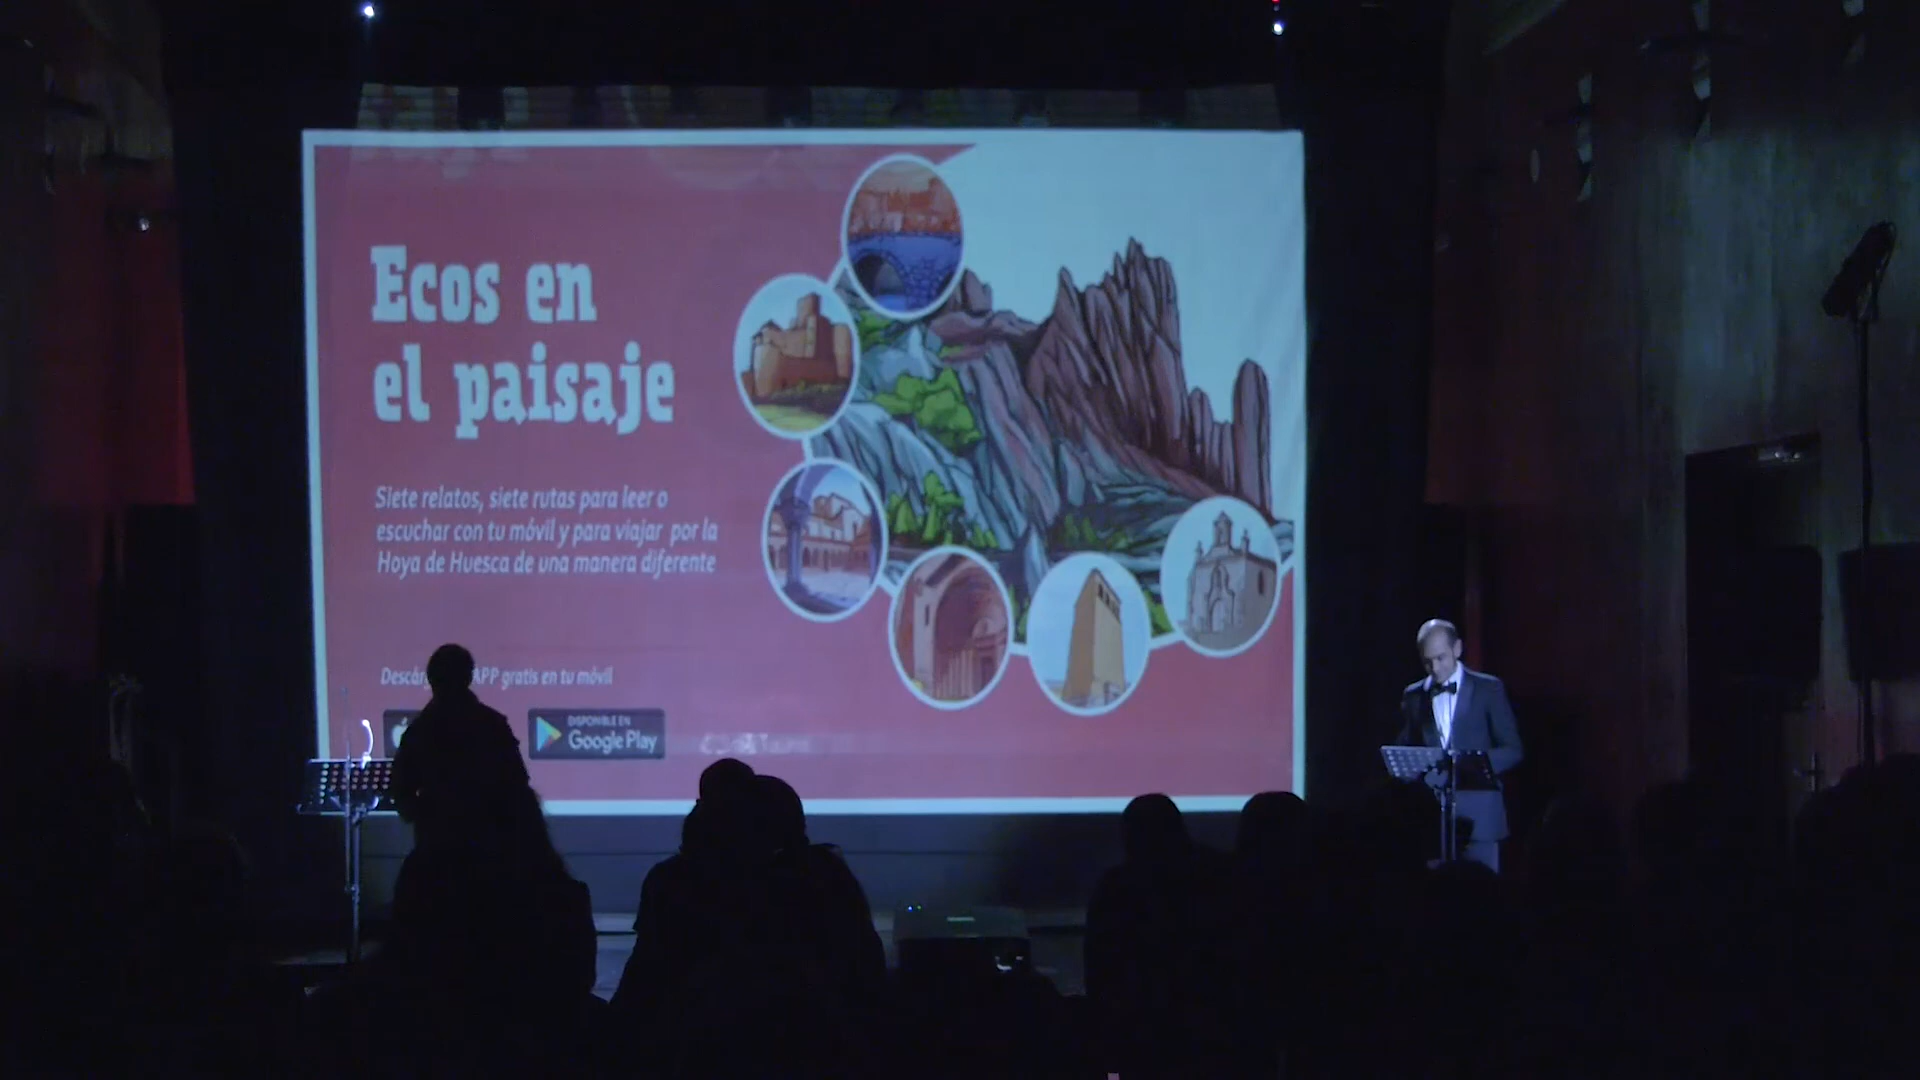 Ecos en
el paisaje
Siete relatos, siete rutas para leer o
escuchar con tu móvil y para viajar por la
Hoya de Huesca de una manera diferente
APP gratis en tu móvil
DISPONIBLE EN
Google Play